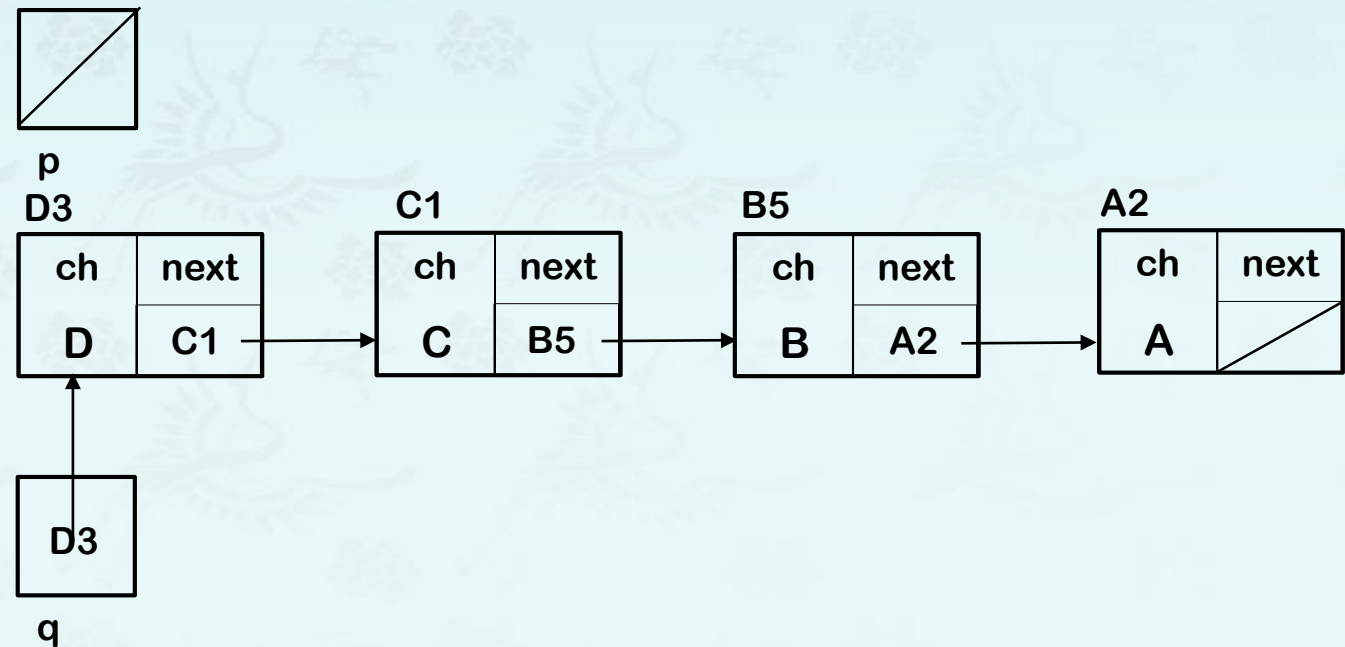 p
D3 C1 B5 A2
ch next ch next ch next ch next
D C1 C B5 B A2 A
D3
q